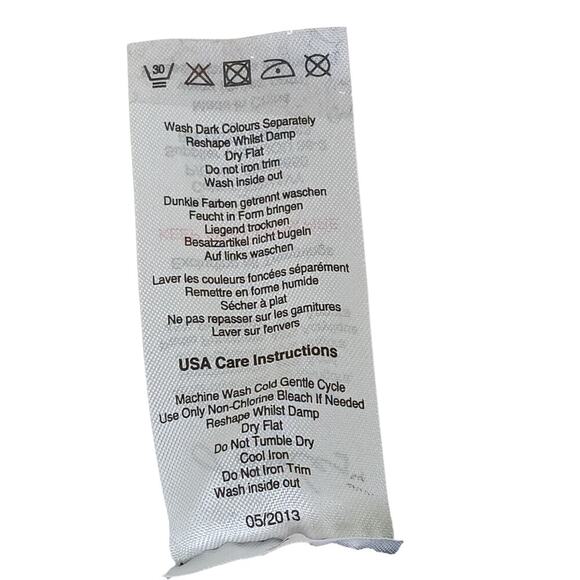 30
Wash Dark Colours Separately
Reshape Whilst Damp
Dry Flat
Do not iron trim
Wash inside out
Dunkle Farben getrennt waschen
Feucht in Form bringen
Liegend trocknen
Besatzartikel nicht bugeln
Auf links waschen
Laver les couleurs foncées séparément
Remettre en forme humide
Sécher à plat
Ne pas repasser sur les garnitures
Laver sur l'envers
USA Care Instructions
Machine Wash Cold Gentle Cycle
Use Only Non-Chlorine Bleach If Needed
Reshape Whilst Damp
Dry Flat
Do Not Tumble Dry
Cool Iron
Do Not Iron Trim
Wash inside out
05/2013